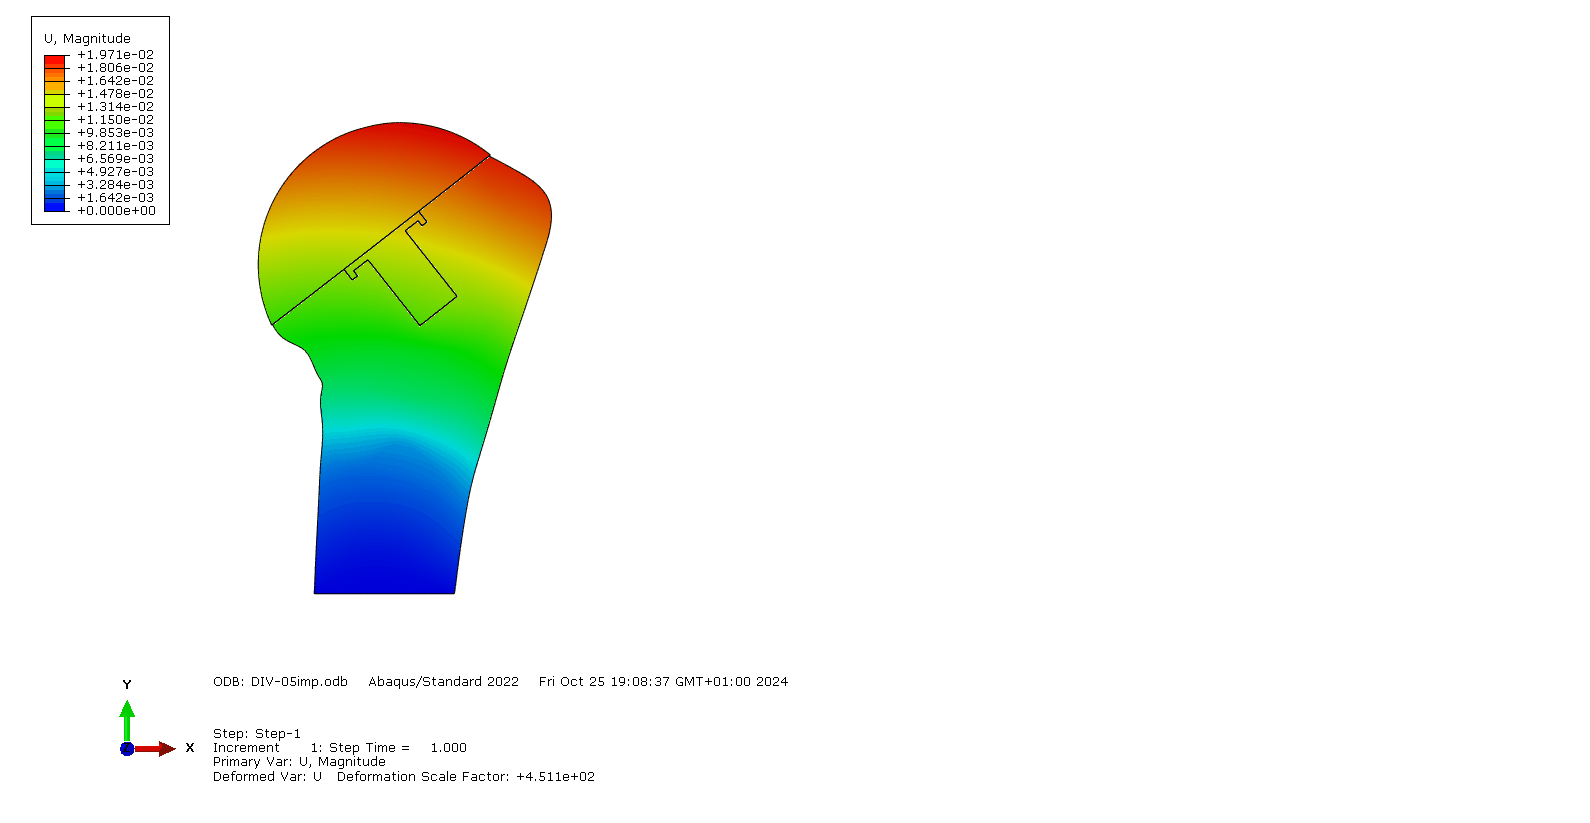 U, Magnitude
+1.971e-02
+1.806e-02
+1.642e-02
+1.478e-02
+1.314e-02
+1.150e-02
+9.853e-03
+8.211e-03
+6.569e-03
+4.927e-03
+3.284e-03
+1.642e-03
+0.000e+00
ODB: DIV-05imp.odb Abaqus/Standard 2022 Fri Oct 25 19:08:37 GMT+01:00 2024
Y
X
Step: Step-1
Increment 1: Step Time = 1.000
Primary Var: U, Magnitude
Deformed Var: U Deformation Scale Factor: +4.511e+02